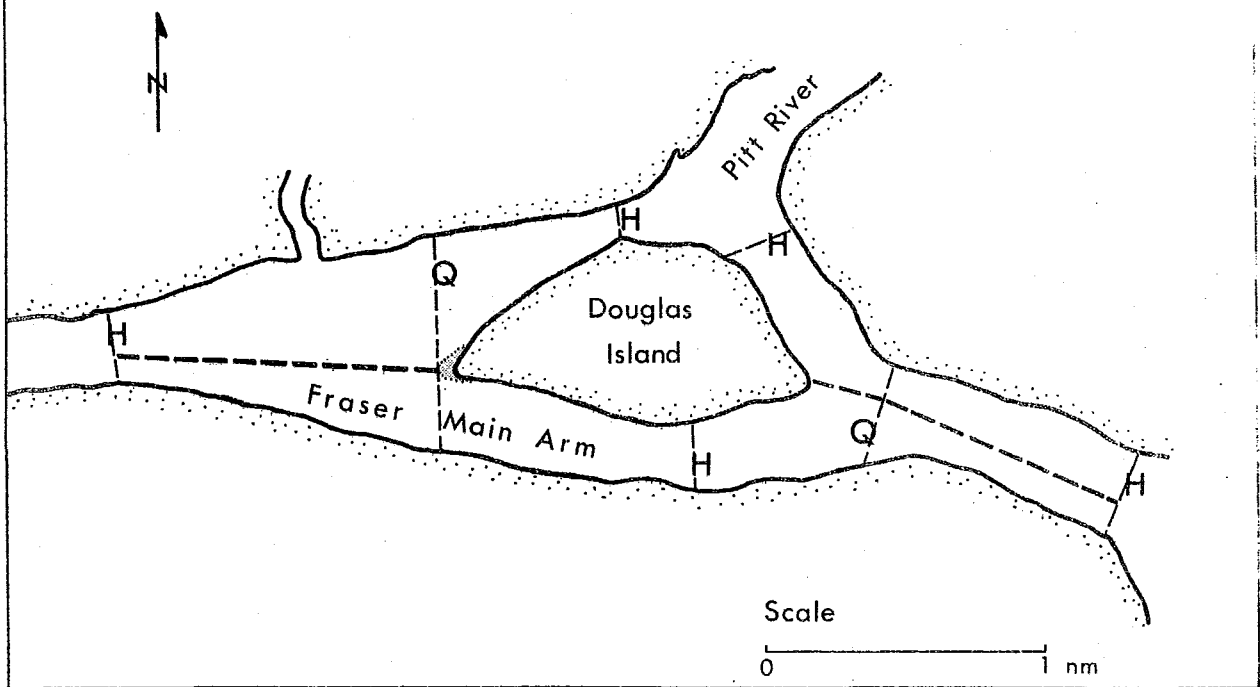 N
Pitt River
H
H
Q
Douglas
Island
H
Fraser
Main Arm
Q
H
H
Scale
0
1 nm